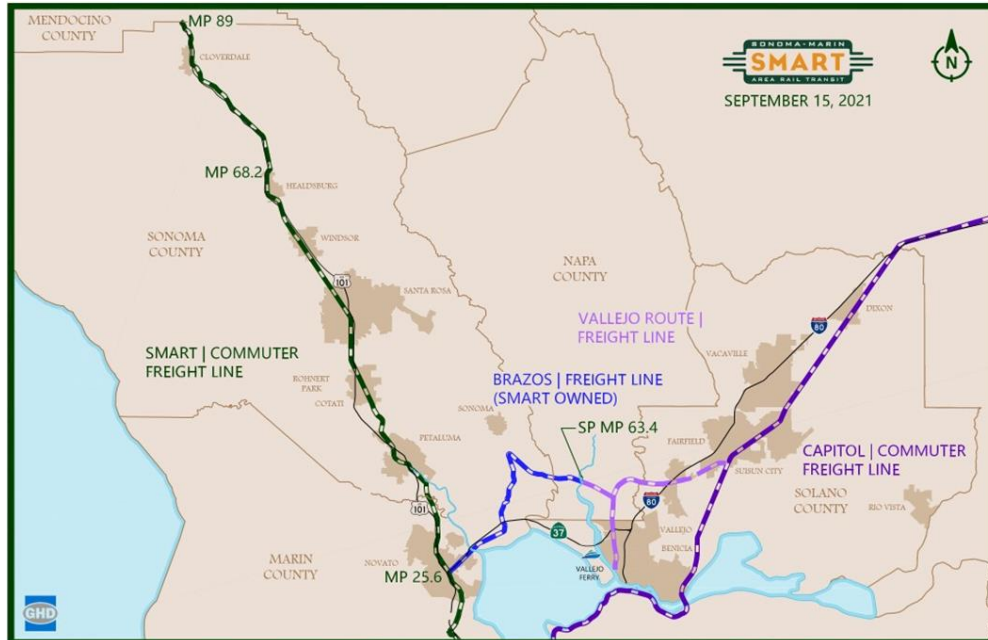 MENDOCINO
COUNTY
MP 89
CLOVERDALE
SONOMA-MARIN
SMART
AREA RAIL TRANSIT
N
SEPTEMBER 15, 2021
MP 68.2
HEALDSBURG
SONOMA
COUNTY
WINDSOR
101
SANTA ROSA
NAPA
COUNTY
VALLEJO ROUTE |
FREIGHT LINE
80
DIXON
SMART | COMMUTER
FREIGHT LINE
VACAVILLE
ROHNERT
PARK
COTATI
BRAZOS | FREIGHT LINE
(SMART OWNED)
SONOMA
SP MP 63.4
PETALUMA
FAIRFIELD
SUISUN CITY
CAPITOL | COMMUTER
FREIGHT LINE
SOLANO
COUNTY
RIO VISTA
101
80
37
VALLEJO
BENICIA
MARIN
COUNTY
NOVATO
MP 25.6
VALLEJO
FERRY
GHD